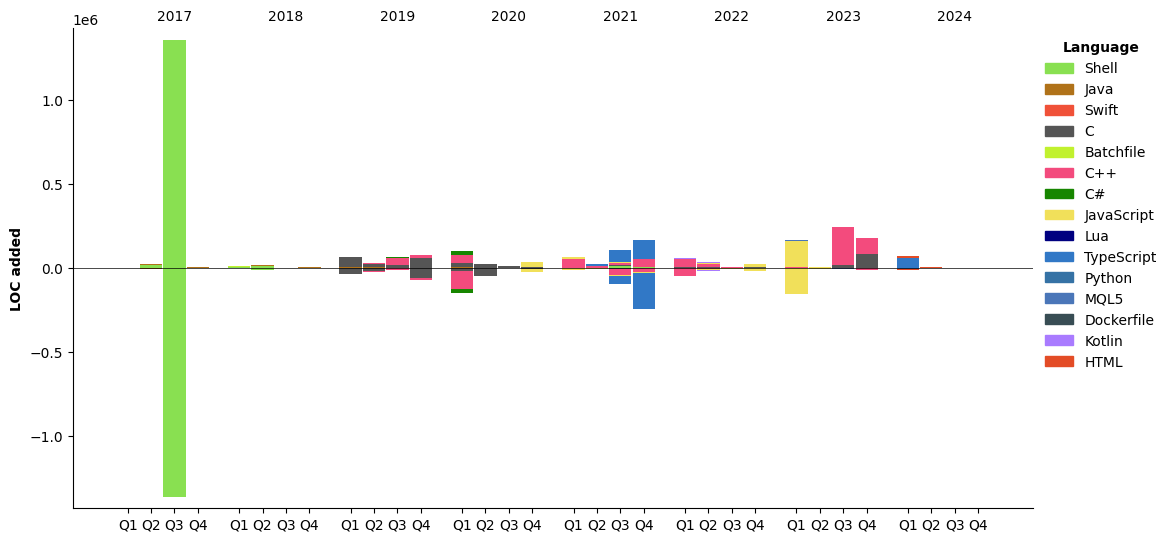 2017 2018 2019 2020 2021 2022 2023 2024
1e6
1.0
0.5
0.0
−0.5
−1.0
LOC added
Q1 Q2 Q3 Q4 Q1 Q2 Q3 Q4 Q1 Q2 Q3 Q4 Q1 Q2 Q3 Q4 Q1 Q2 Q3 Q4 Q1 Q2 Q3 Q4 Q1 Q2 Q3 Q4 Q1 Q2 Q3 Q4
Language
Shell
Java
Swift
C
Batchfile
C++
C#
JavaScript
Lua
TypeScript
Python
MQL5
Dockerfile
Kotlin
HTML